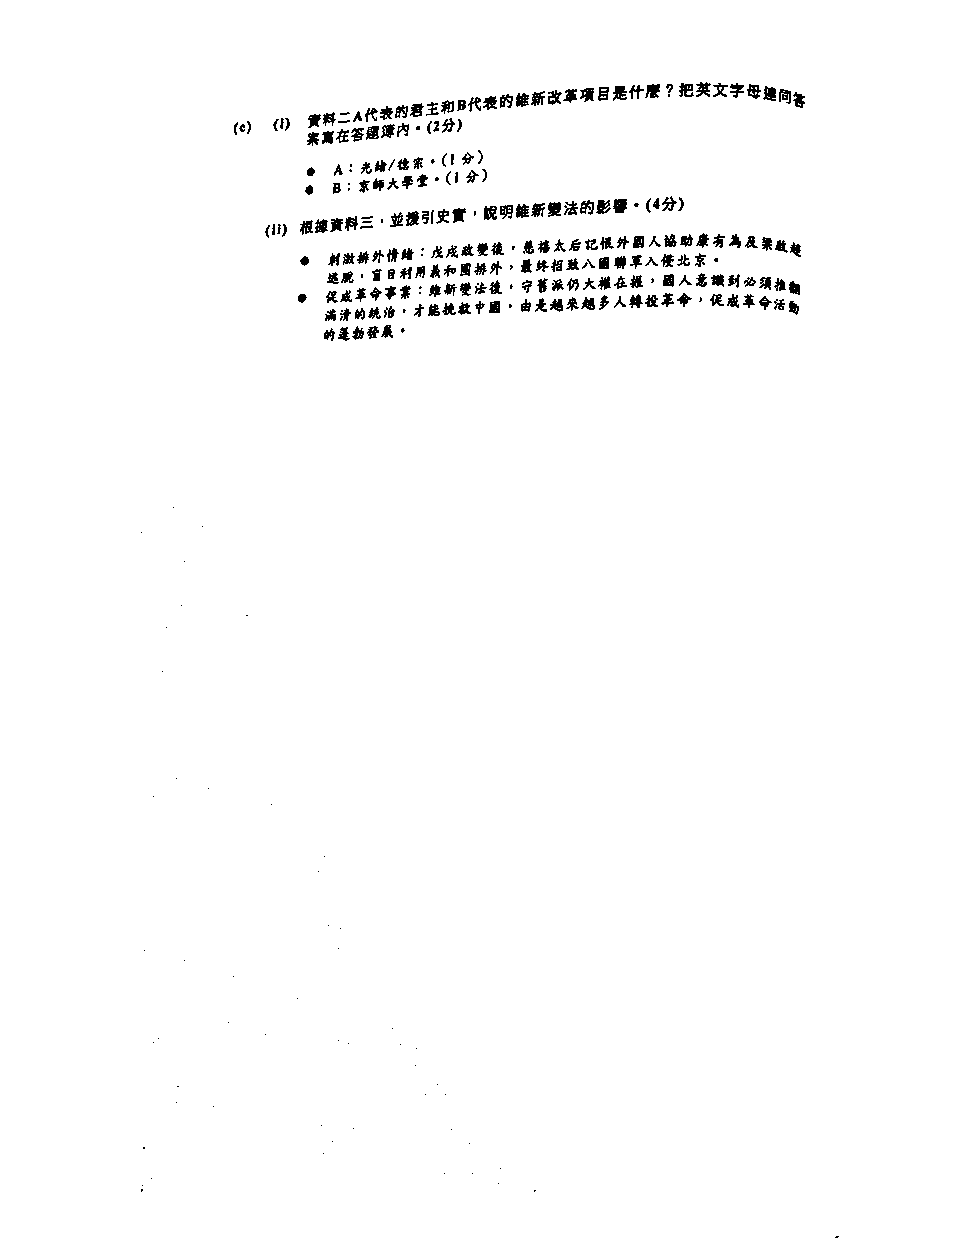 (c) (i) 資料二A代表的君主和B代表的維新改革項目是什麼？把英文字母連同答
案寫在答題簿內。(2分)
● A：光緒/德宗。(1 分)
● B：京師大學堂。(1 分)
(ii) 根據資料三，並援引史實，說明維新變法的影響。(4分)
● 刺激排外情緒：戊戌政變後，慈禧太后記恨外國人協助康有為及梁啟超
逃脫，盲目利用義和團排外，最終招致八國聯軍入侵北京。
● 促成革命事業：維新變法後，守舊派仍大權在握，國人意識到必須推翻
滿清的統治，才能挽救中國，由是越來越多人轉投革命，促成革命活動
的蓬勃發展。